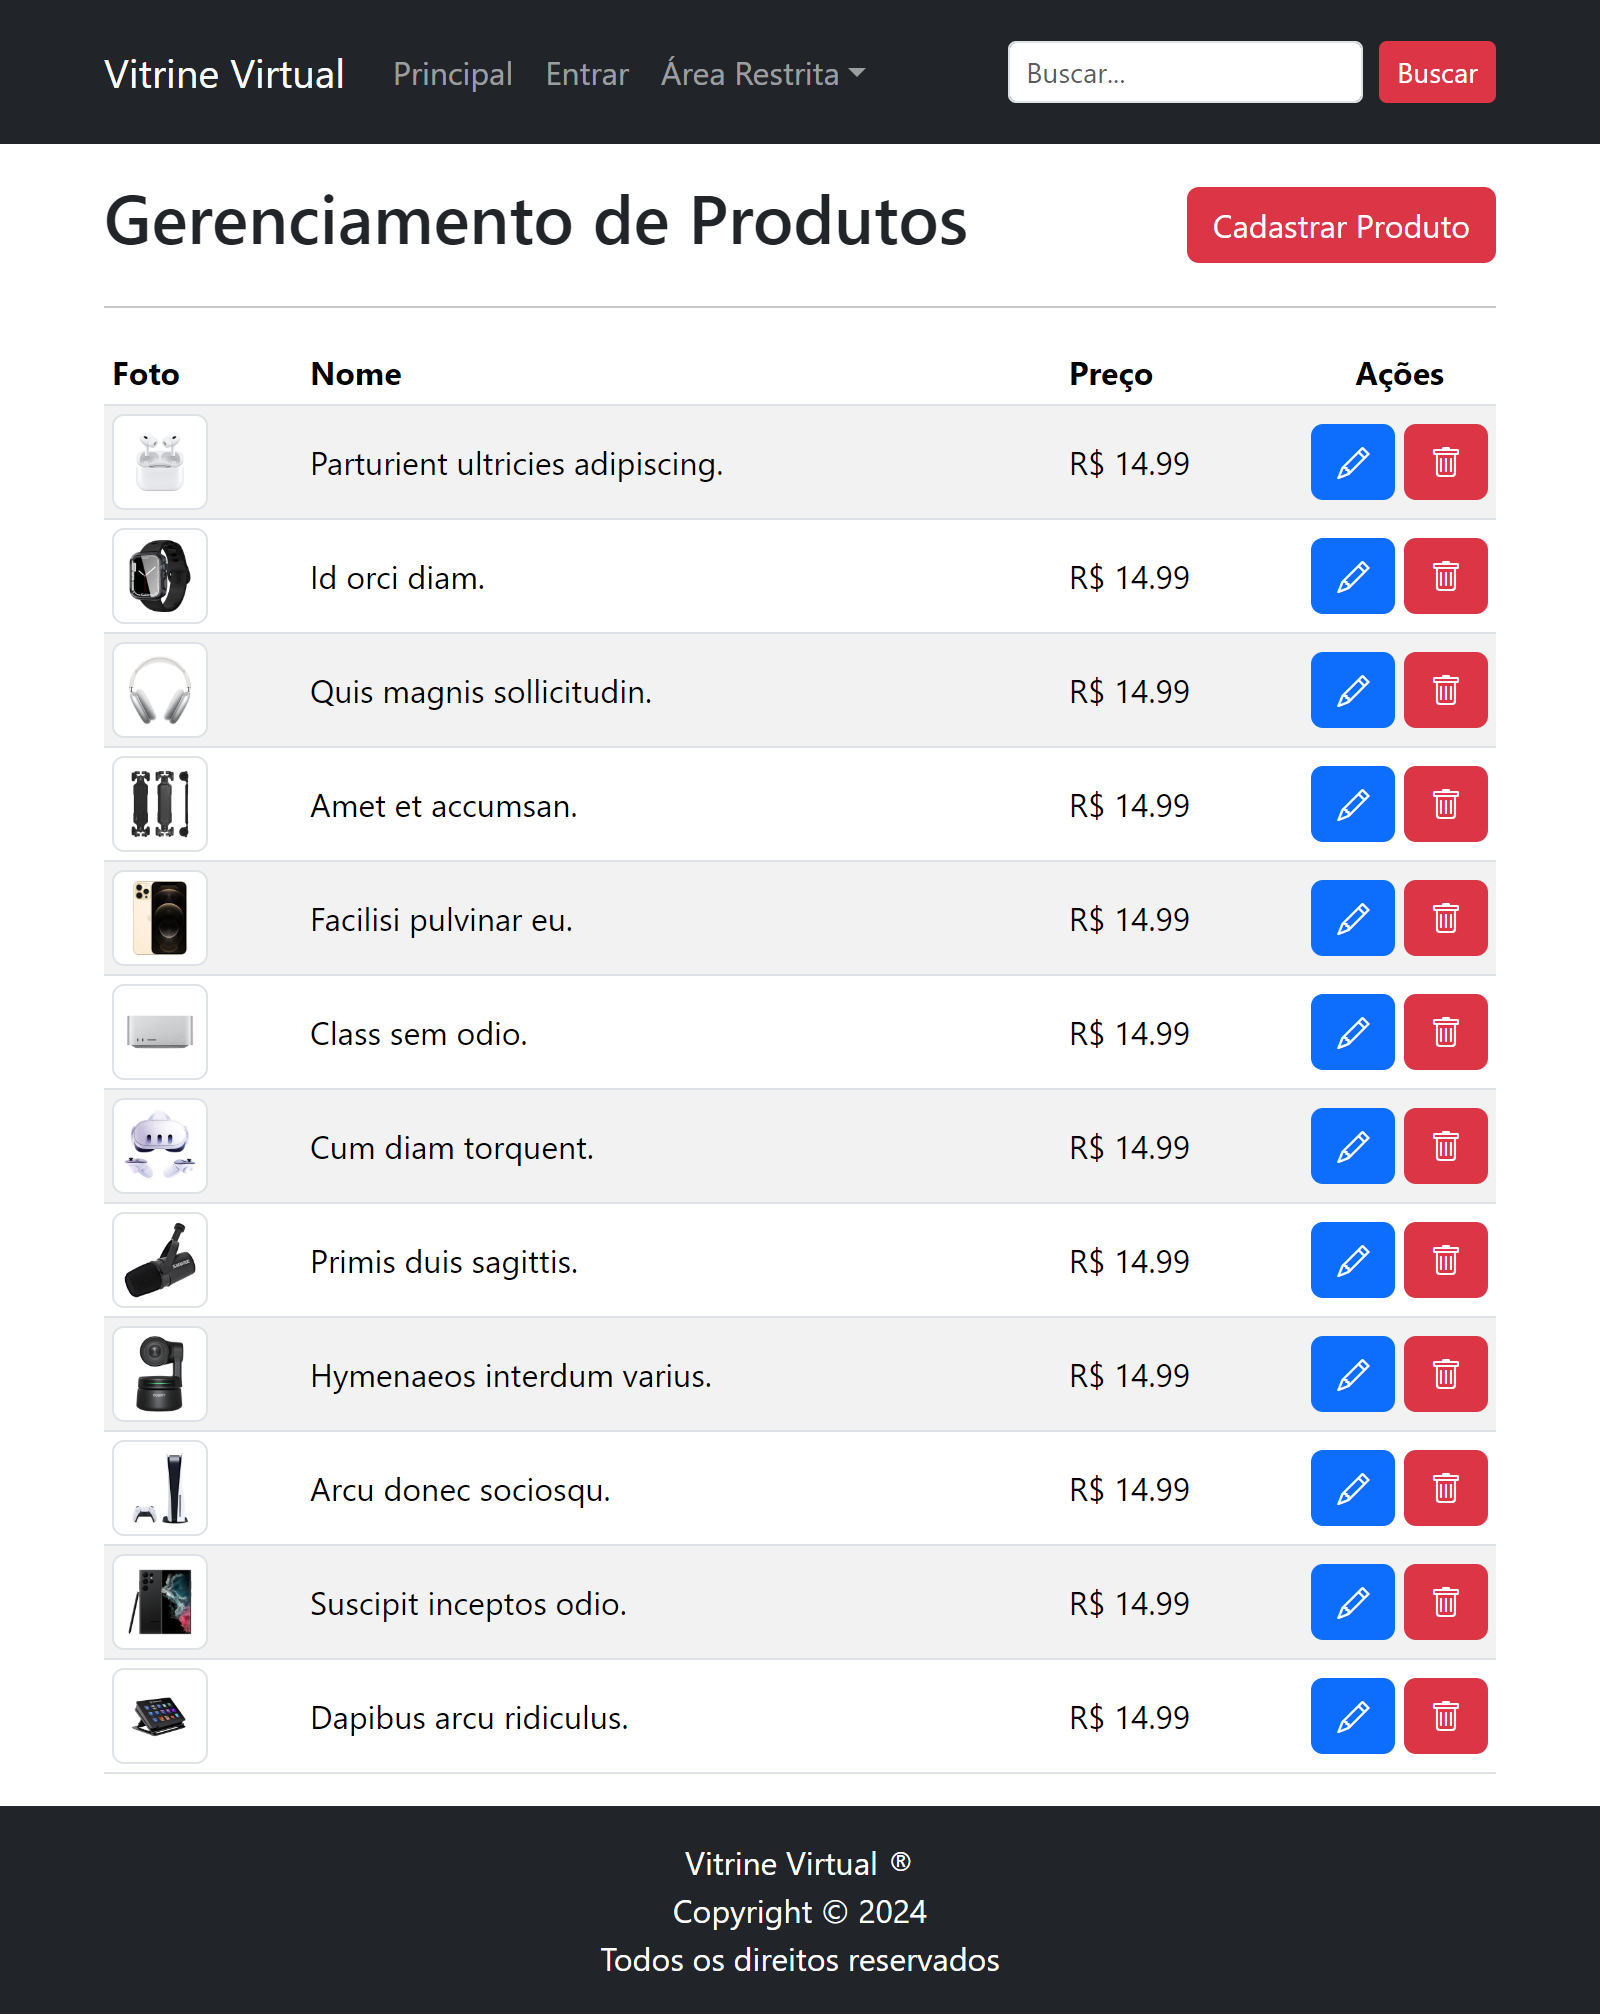 Vitrine Virtual Principal Entrar Área Restrita Buscar... Buscar
Gerenciamento de Produtos Cadastrar Produto
Foto Nome Preço Ações
Parturient ultricies adipiscing. R$ 14.99
Id orci diam. R$ 14.99
Quis magnis sollicitudin. R$ 14.99
Amet et accumsan. R$ 14.99
Facilisi pulvinar eu. R$ 14.99
Class sem odio. R$ 14.99
Cum diam torquent. R$ 14.99
Primis duis sagittis. R$ 14.99
Hymenaeos interdum varius. R$ 14.99
Arcu donec sociosqu. R$ 14.99
Suscipit inceptos odio. R$ 14.99
Dapibus arcu ridiculus. R$ 14.99
Vitrine Virtual ®
Copyright © 2024
Todos os direitos reservados